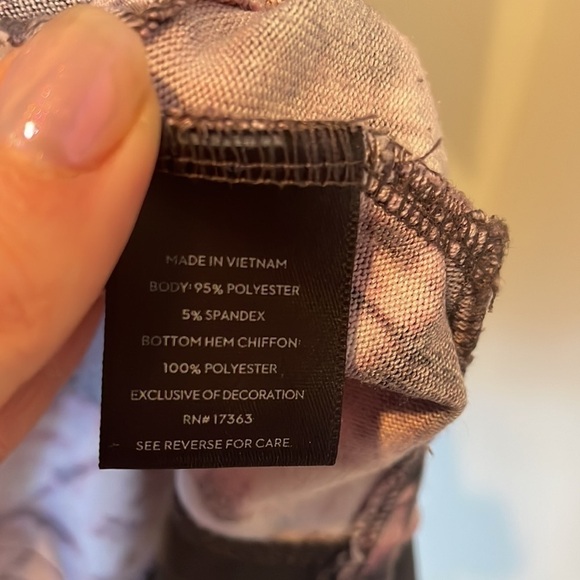 MADE IN VIETNAM
BODY: 95% POLYESTER
5% SPANDEX
BOTTOM HEM CHIFFON:
100% POLYESTER
EXCLUSIVE OF DECORATION
RN# 17363
SEE REVERSE FOR CARE.